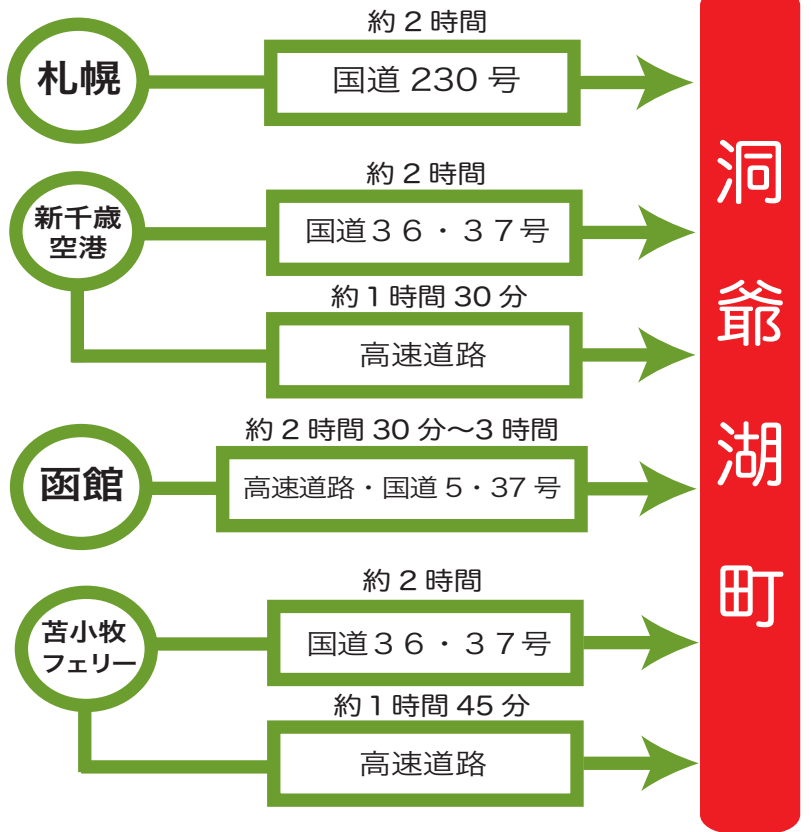 約 2 時間
札幌
国道 230 号
約 2 時間
新千歳
空港
国道３６・３７号
約 1 時間 30 分
高速道路
約 2 時間 30 分〜3 時間
函館
高速道路・国道 5・37 号
約 2 時間
苫小牧
フェリー
国道３６・３７号
約 1 時間 45 分
高速道路
洞爺湖町